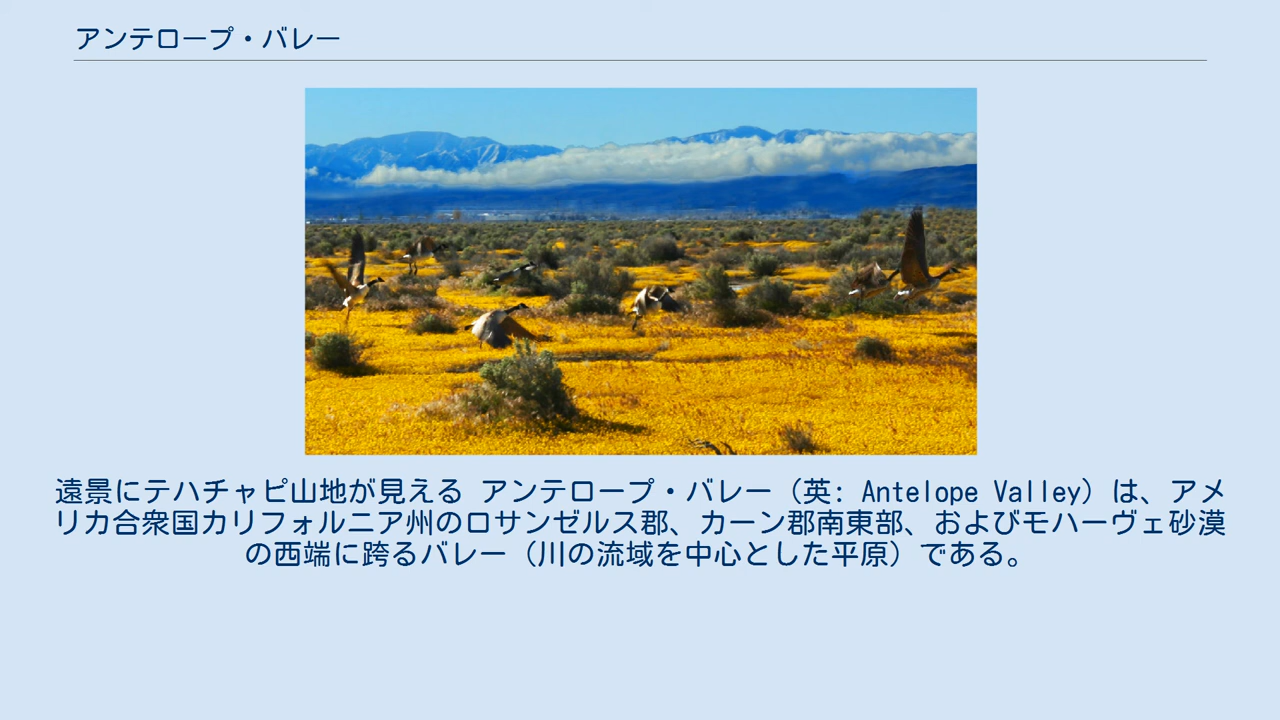 アンテロープ・バレー
遠景にテハチャピ山地が見える アンテロープ・バレー（英: Antelope Valley）は、アメ
リカ合衆国カリフォルニア州のロサンゼルス郡、カーン郡南東部、およびモハーヴェ砂漠
の西端に跨るバレー（川の流域を中心とした平原）である。